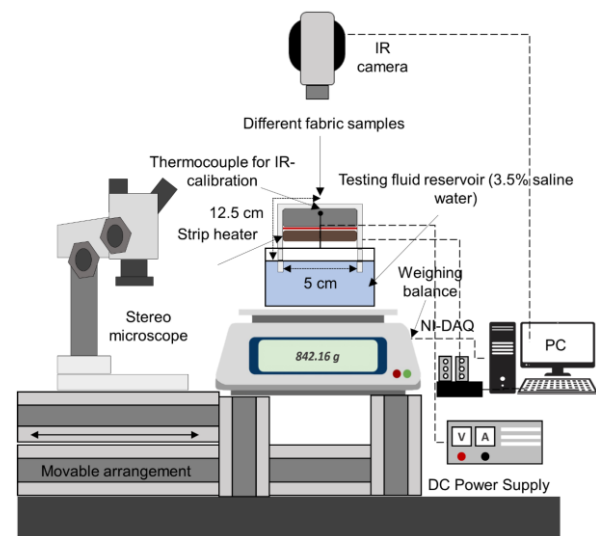 IR
camera
Different fabric samples
Thermocouple for IR-
calibration
Testing fluid reservoir (3.5% saline
water)
12.5 cm
Strip heater
5 cm
Weighing
balance
Stereo
microscope
NI-DAQ
PC
842.16 g
V A
Movable arrangement
DC Power Supply